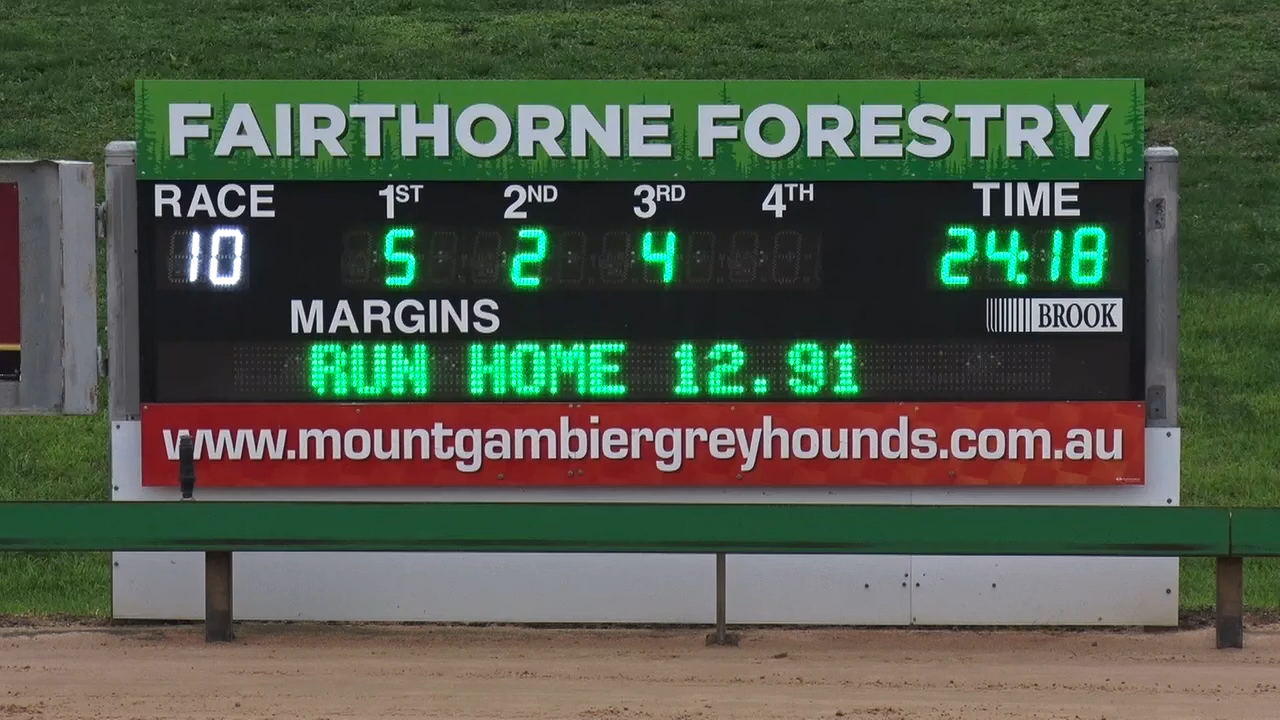 FAIRTHORNE FORESTRY
RACE 1ST 2ND 3RD 4TH TIME
10 5 2 4 24:18
MARGINS BROOK
RUN HOME 12.91
www.mountgambiergreyhounds.com.au